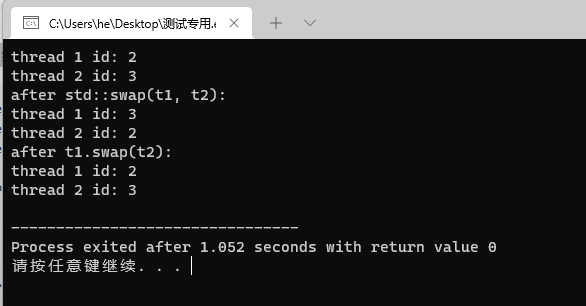 C:\Users\he\Desktop\测试专用.e
thread 1 id: 2
thread 2 id: 3
after std::swap(t1, t2):
thread 1 id: 3
thread 2 id: 2
after t1.swap(t2):
thread 1 id: 2
thread 2 id: 3
--------------------------------
Process exited after 1.052 seconds with return value 0
请按任意键继续. . .